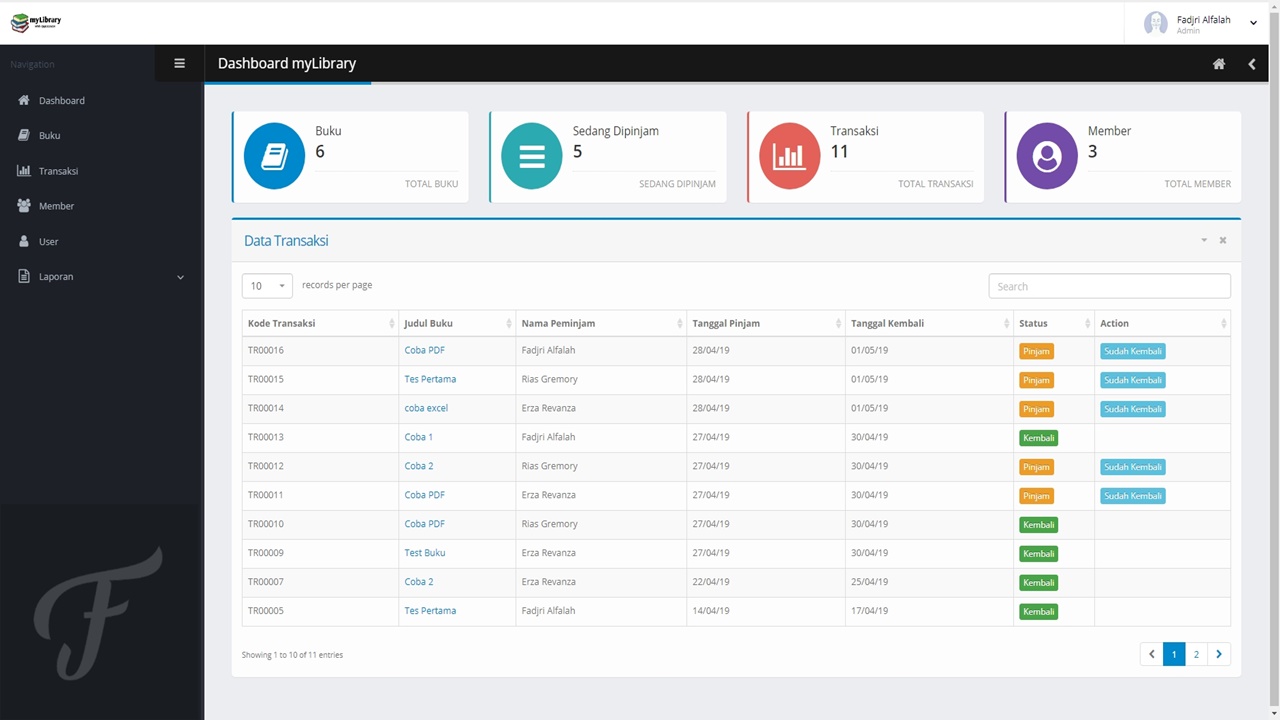 myLibrary
Fadjri Alfalah
Admin
Navigation
Dashboard myLibrary
Dashboard
Buku
Transaksi
Member
User
Laporan
Buku
6
TOTAL BUKU
Sedang Dipinjam
5
SEDANG DIPINJAM
Transaksi
11
TOTAL TRANSAKSI
Member
3
TOTAL MEMBER
Data Transaksi
10 records per page
Search
Kode Transaksi Judul Buku Nama Peminjam Tanggal Pinjam Tanggal Kembali Status Action
TR00016 Coba PDF Fadjri Alfalah 28/04/19 01/05/19 Pinjam Sudah Kembali
TR00015 Tes Pertama Rias Gremory 28/04/19 01/05/19 Pinjam Sudah Kembali
TR00014 coba excel Erza Revanza 28/04/19 01/05/19 Pinjam Sudah Kembali
TR00013 Coba 1 Fadjri Alfalah 27/04/19 30/04/19 Kembali
TR00012 Coba 2 Rias Gremory 27/04/19 30/04/19 Pinjam Sudah Kembali
TR00011 Coba PDF Erza Revanza 27/04/19 30/04/19 Pinjam Sudah Kembali
TR00010 Coba PDF Rias Gremory 27/04/19 30/04/19 Kembali
TR00009 Test Buku Erza Revanza 27/04/19 30/04/19 Kembali
TR00007 Coba 2 Erza Revanza 22/04/19 25/04/19 Kembali
TR00005 Tes Pertama Fadjri Alfalah 14/04/19 17/04/19 Kembali
Showing 1 to 10 of 11 entries
1 2
F